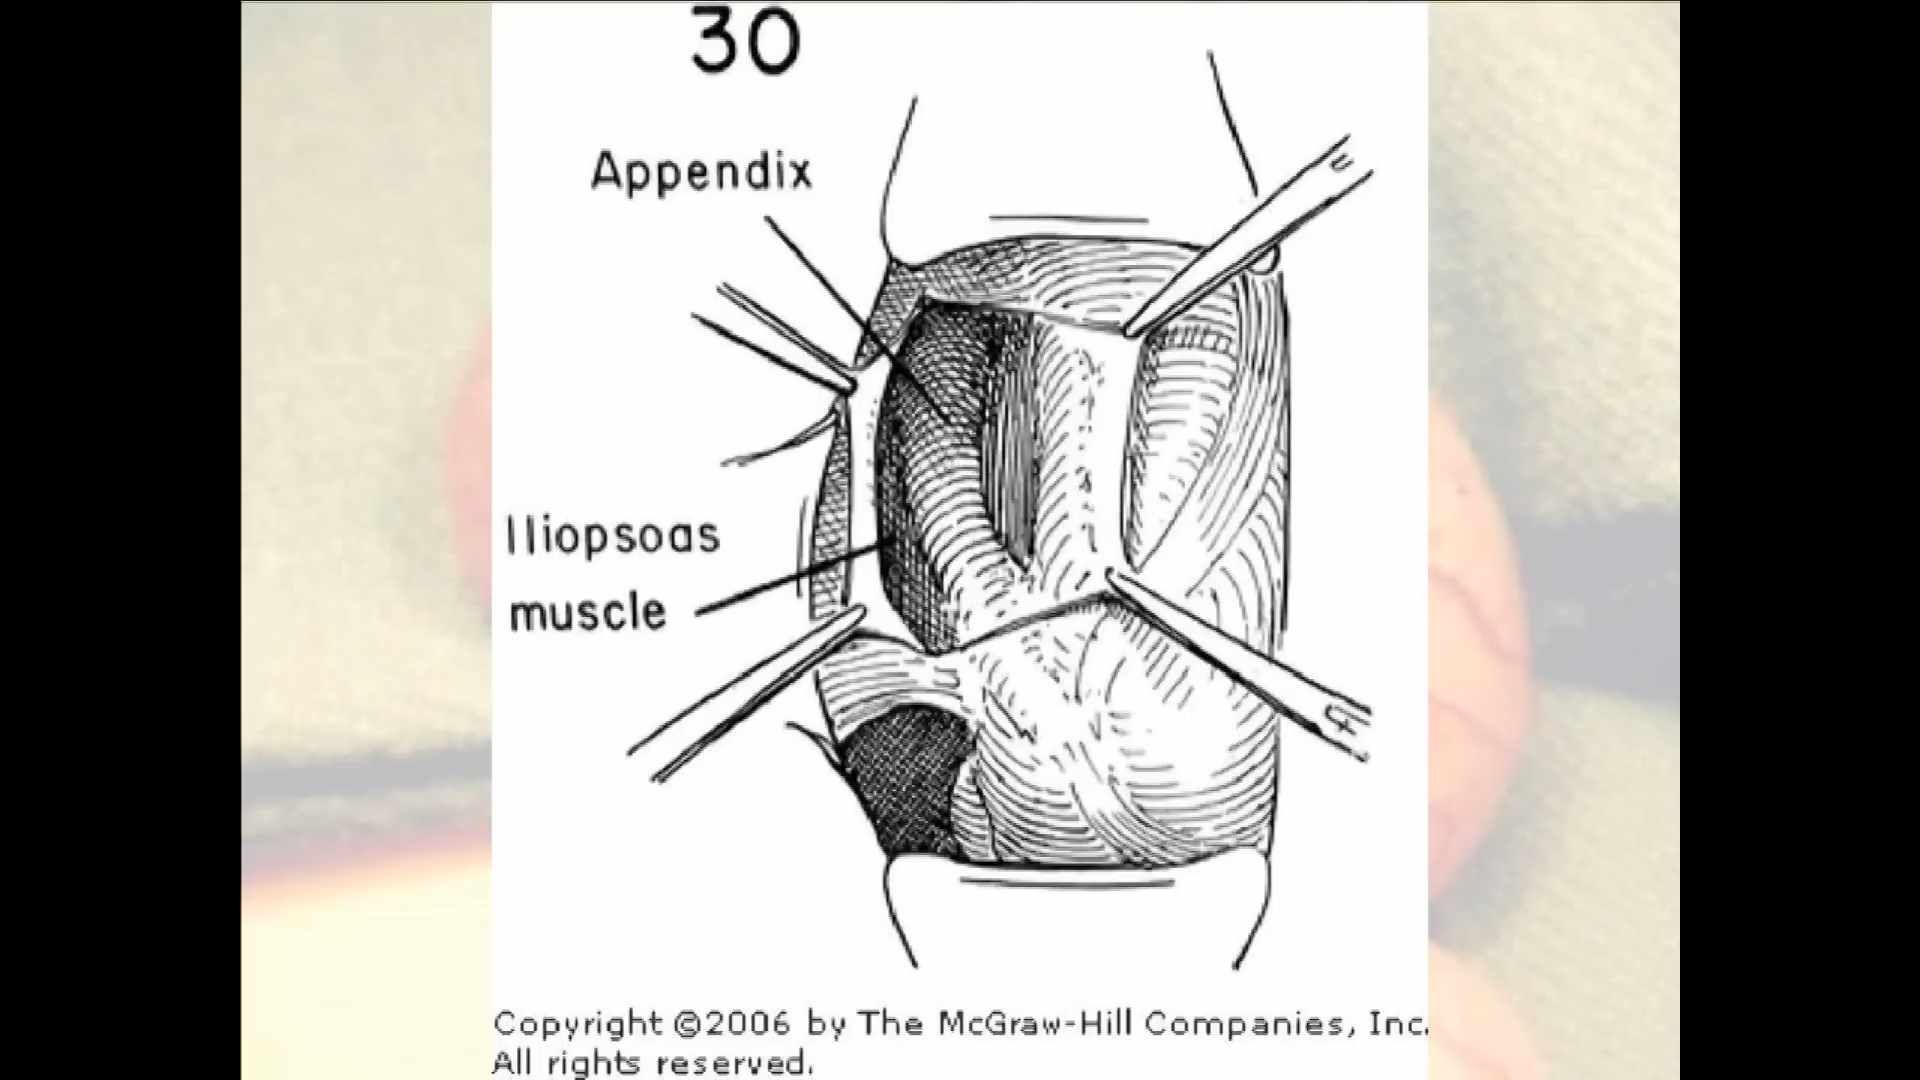 30
Appendix
Iliopsoas
muscle
Copyright ©2006 by The McGraw-Hill Companies, Inc.
All rights reserved.